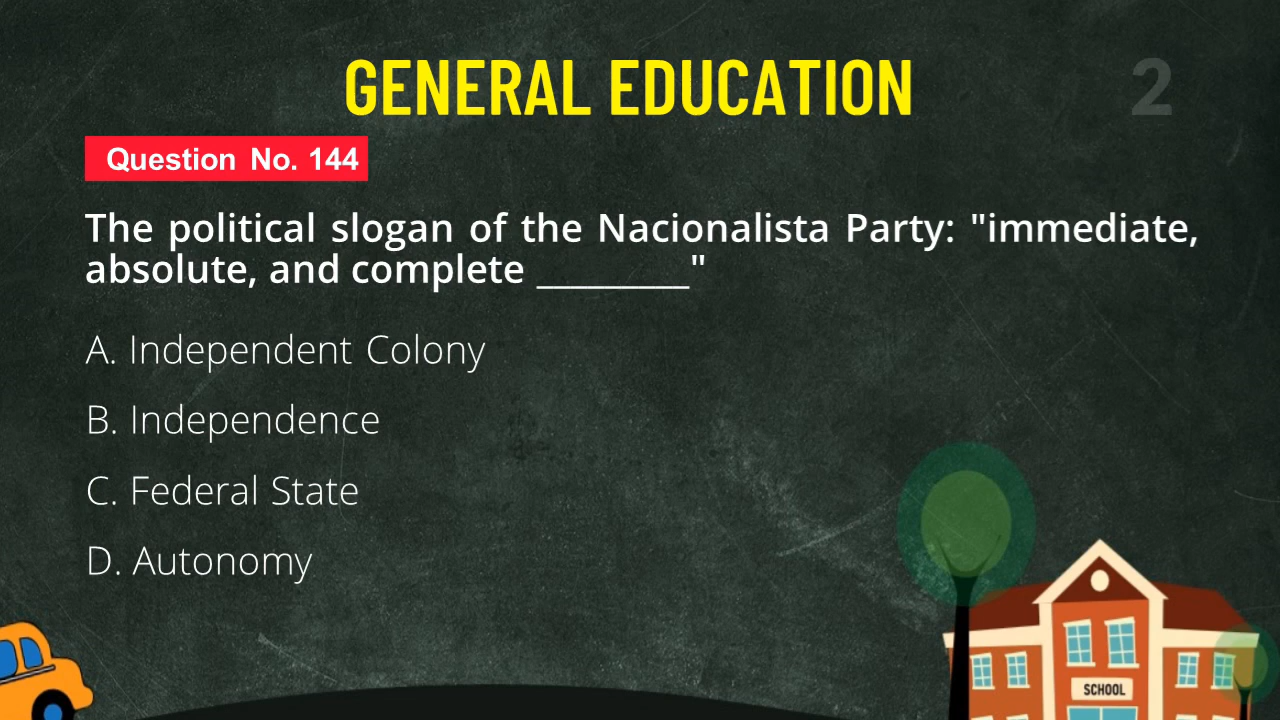 GENERAL EDUCATION
2
Question No. 144
The political slogan of the Nacionalista Party: "immediate,
absolute, and complete _________"
A. Independent Colony
B. Independence
C. Federal State
D. Autonomy
SCHOOL